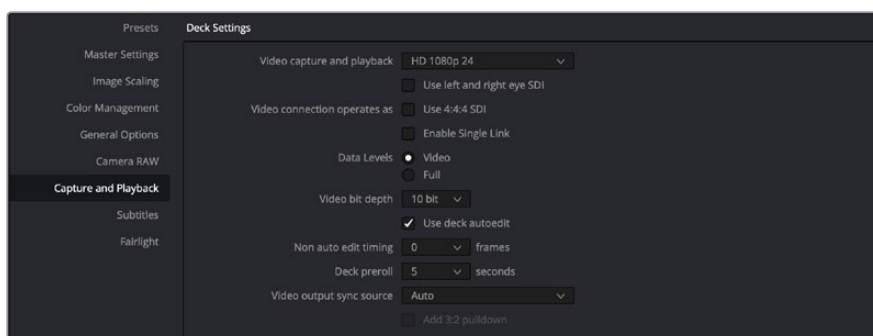 Presets
Master Settings
Image Scaling
Color Management
General Options
Camera RAW
Capture and Playback
Subtitles
Fairlight
Deck Settings
Video capture and playback HD 1080p 24
Use left and right eye SDI
Video connection operates as Use 4:4:4 SDI
Enable Single Link
Data Levels Video
Full
Video bit depth 10 bit
Use deck autoedit
Non auto edit timing 0 frames
Deck preroll 5 seconds
Video output sync source Auto
Add 3:2 pulldown